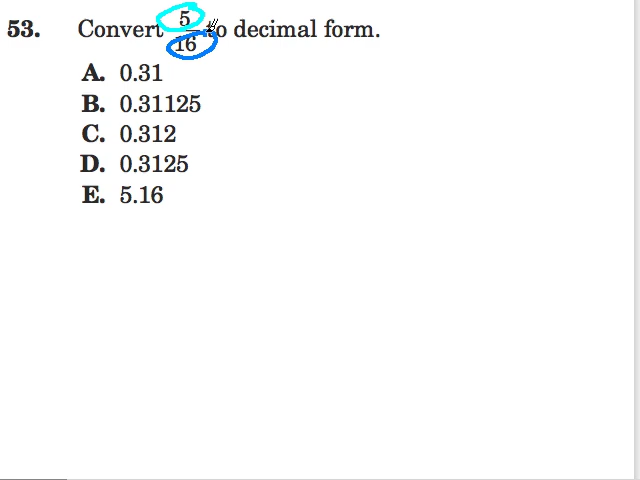 53. Convert 5/16 to decimal form.
A. 0.31
B. 0.31125
C. 0.312
D. 0.3125
E. 5.16